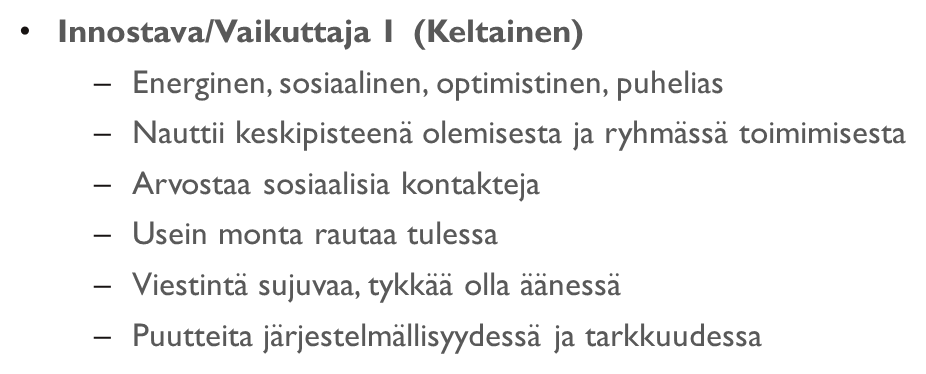 • Innostava/Vaikuttaja I (Keltainen)
– Energinen, sosiaalinen, optimistinen, puhelias
– Nauttii keskipisteenä olemisesta ja ryhmässä toimimisesta
– Arvostaa sosiaalisia kontakteja
– Usein monta rautaa tulessa
– Viestintä sujuvaa, tykkää olla äänessä
– Puutteita järjestelmällisyydessä ja tarkkuudessa